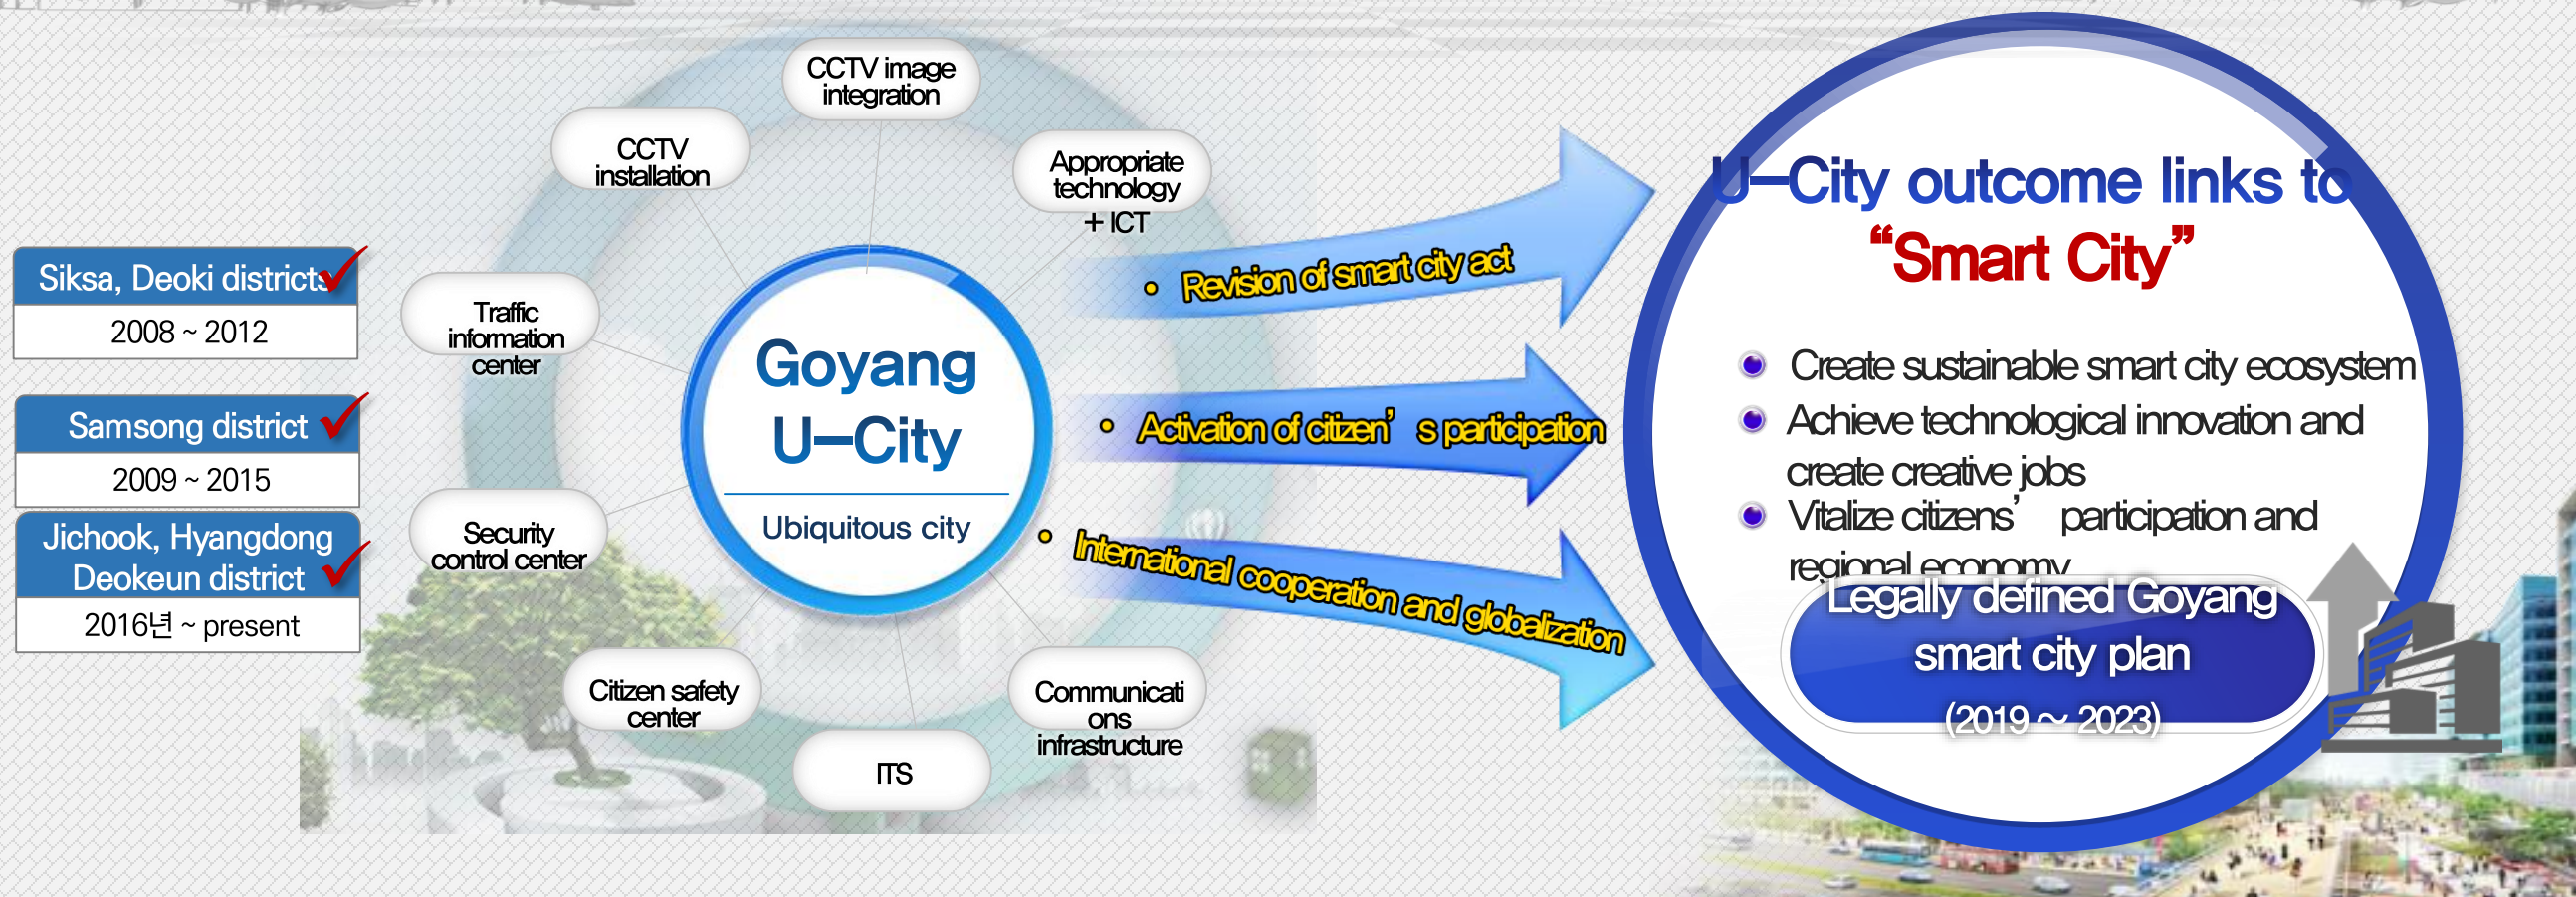 Siksa, Deoki districts
2008 ~ 2012
Samsong district
2009 ~ 2015
Jichook, Hyangdong
Deokeun district
2016년 ~ present
CCTV image
integration
CCTV
installation
Appropriate
technology
+ ICT
Traffic
information
center
Security
control center
Citizen safety
center
ITS
Communicati
ons
infrastructure
Goyang
U-City
Ubiquitous city
• Revision of smart city act
• Activation of citizen’ s participation
• International cooperation and globalization
U-City outcome links to
“Smart City”
Create sustainable smart city ecosystem
Achieve technological innovation and
create creative jobs
Vitalize citizens’ participation and
regional economy
Legally defined Goyang
smart city plan
(2019 ~ 2023)